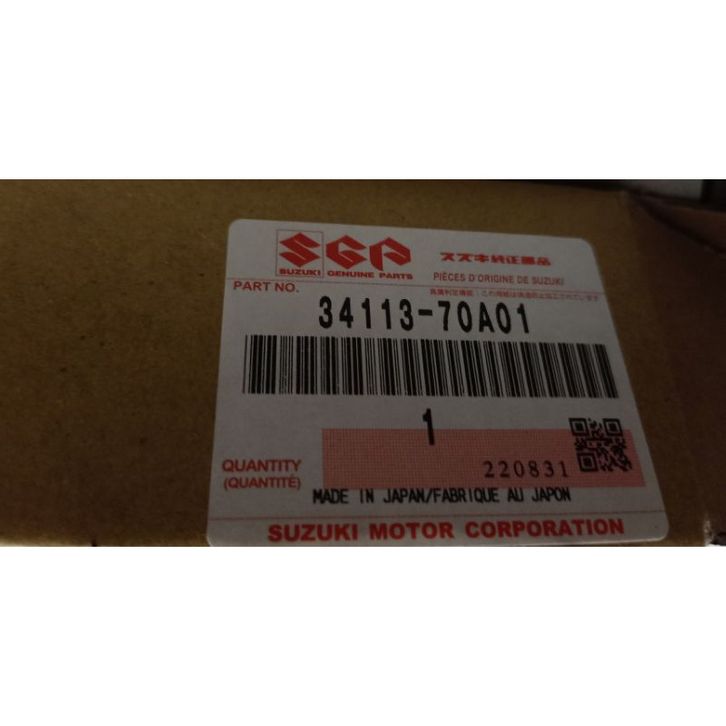 SGP スズキ純正部品
SUZUKI GENUINE PARTS PIÈCES D'ORIGINE DE SUZUKI
PART NO.
34113-70A01
1
QUANTITY
(QUANTITÉ)
220831
MADE IN JAPAN/FABRIQUE AU JAPON
SUZUKI MOTOR CORPORATION